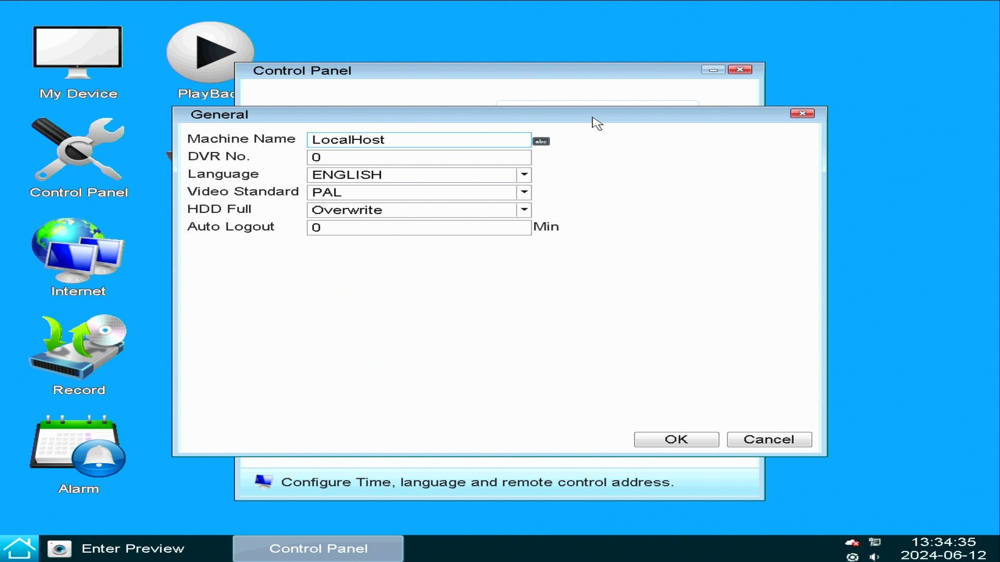 My Device
PlayBac
Control Panel
Internet
Record
Alarm
Control Panel
General
Machine Name LocalHost abc
DVR No. 0
Language ENGLISH
Video Standard PAL
HDD Full Overwrite
Auto Logout 0 Min
OK Cancel
Configure Time, language and remote control address.
Enter Preview Control Panel
13:34:35
2024-06-12